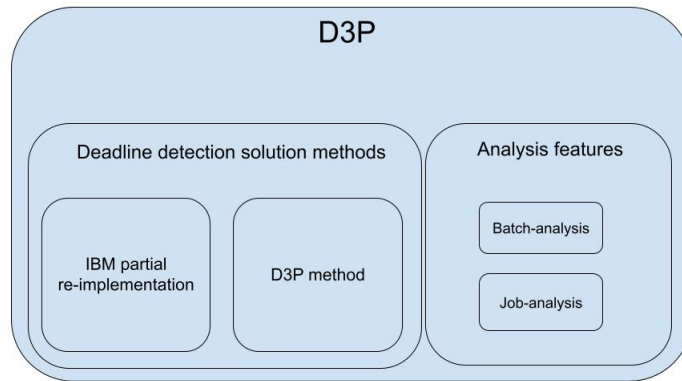 D3P
Deadline detection solution methods
IBM partial
re-implementation
D3P method
Analysis features
Batch-analysis
Job-analysis